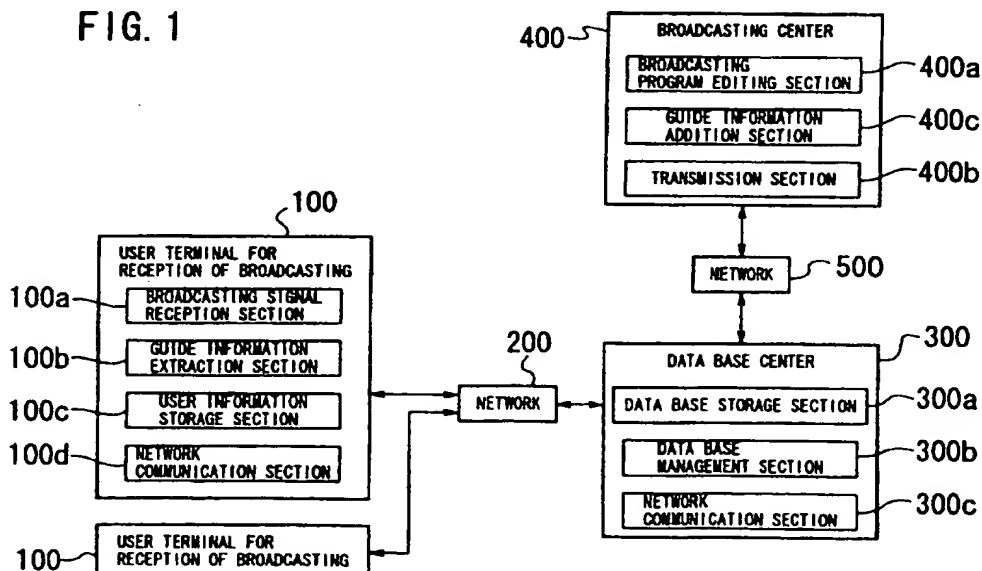 FIG. 1
400
BROADCASTING CENTER
BROADCASTING
PROGRAM EDITING SECTION
400a
GUIDE INFORMATION
ADDITION SECTION
400c
TRANSMISSION SECTION
400b
NETWORK
500
100
USER TERMINAL FOR
RECEPTION OF BROADCASTING
100a
BROADCASTING SIGNAL
RECEPTION SECTION
100b
GUIDE INFORMATION
EXTRACTION SECTION
100c
USER INFORMATION
STORAGE SECTION
100d
NETWORK
COMMUNICATION SECTION
200
NETWORK
DATA BASE CENTER
300
DATA BASE STORAGE SECTION
300a
DATA BASE
MANAGEMENT SECTION
300b
NETWORK
COMMUNICATION SECTION
300c
100
USER TERMINAL FOR
RECEPTION OF BROADCASTING